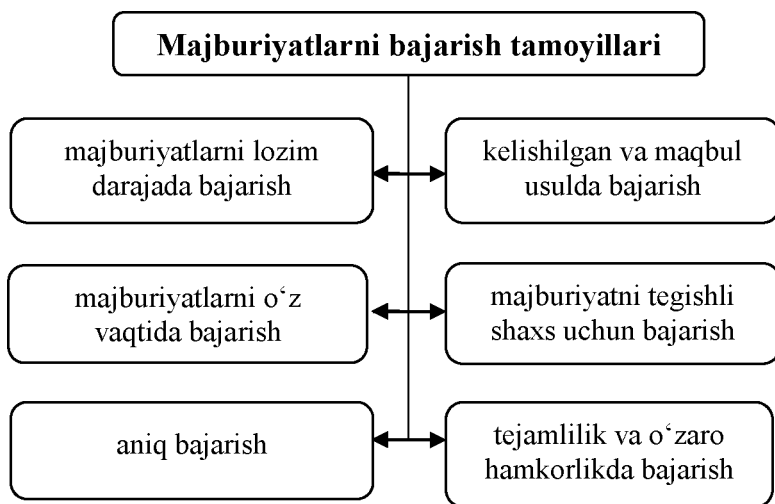 Majburiyatlarni bajarish tamoyillari
majburiyatlarni lozim
darajada bajarish
kelishilgan va maqbul
usulda bajarish
majburiyatlarni o‘z
vaqtida bajarish
majburiyatni tegishli
shaxs uchun bajarish
aniq bajarish
tejamlilik va o‘zaro
hamkorlikda bajarish